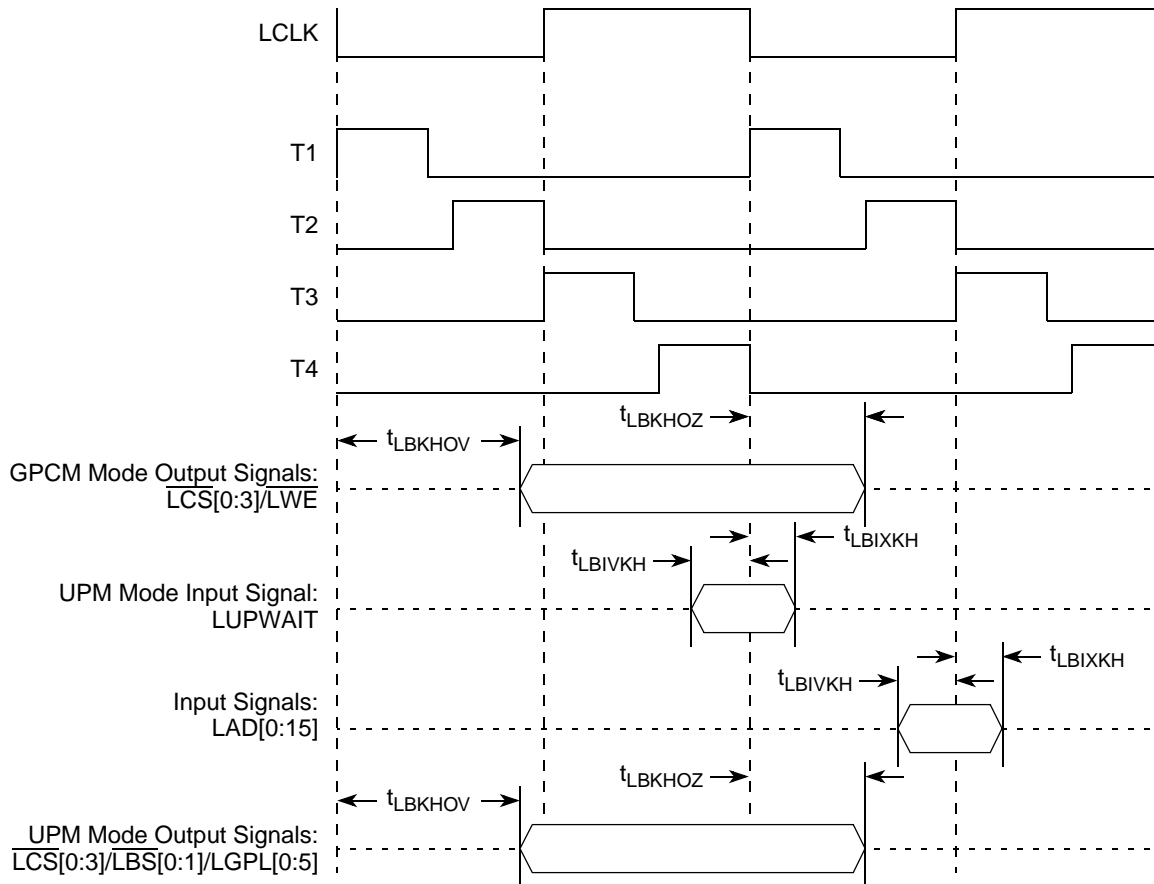 LCLK
T1
T2
T3
T4
tLBKHOZ
tLBKHOV
GPCM Mode Output Signals:
LCS[0:3]/LWE
tLBIXKH
tLBIVKH
UPM Mode Input Signal:
LUPWAIT
tLBIXKH
tLBIVKH
Input Signals:
LAD[0:15]
tLBKHOZ
tLBKHOV
UPM Mode Output Signals:
LCS[0:3]/LBS[0:1]/LGPL[0:5]